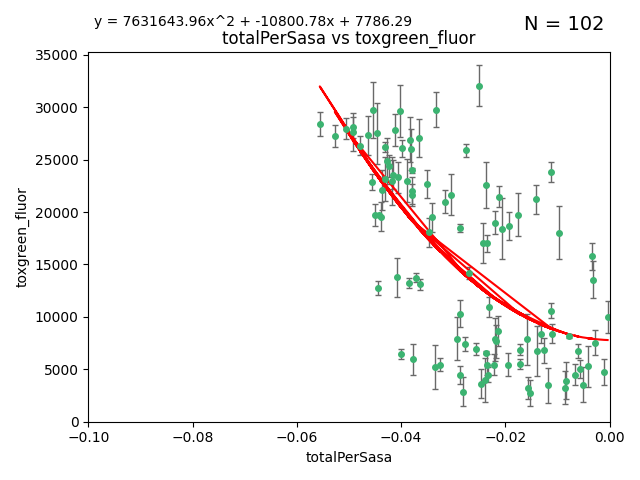 y = 7631643.96x^2 + -10800.78x + 7786.29
N = 102
totalPerSasa vs toxgreen_fluor
35000
30000
25000
20000
15000
10000
5000
0
toxgreen_fluor
−0.10 −0.08 −0.06 −0.04 −0.02 0.00
totalPerSasa